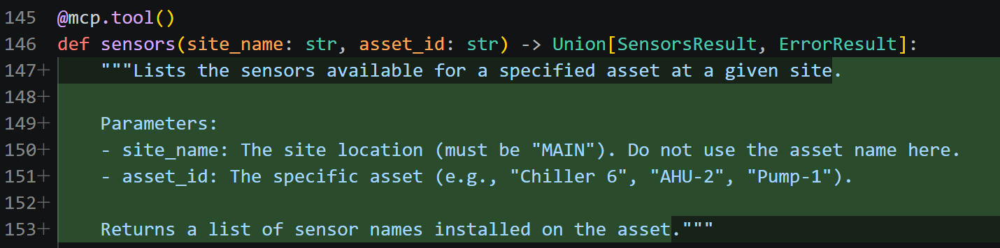 145 @mcp.tool()
146 def sensors(site_name: str, asset_id: str) -> Union[SensorsResult, ErrorResult]:
147+ """Lists the sensors available for a specified asset at a given site.
148+
149+ Parameters:
150+ - site_name: The site location (must be "MAIN"). Do not use the asset name here.
151+ - asset_id: The specific asset (e.g., "Chiller 6", "AHU-2", "Pump-1").
152+
153+ Returns a list of sensor names installed on the asset."""